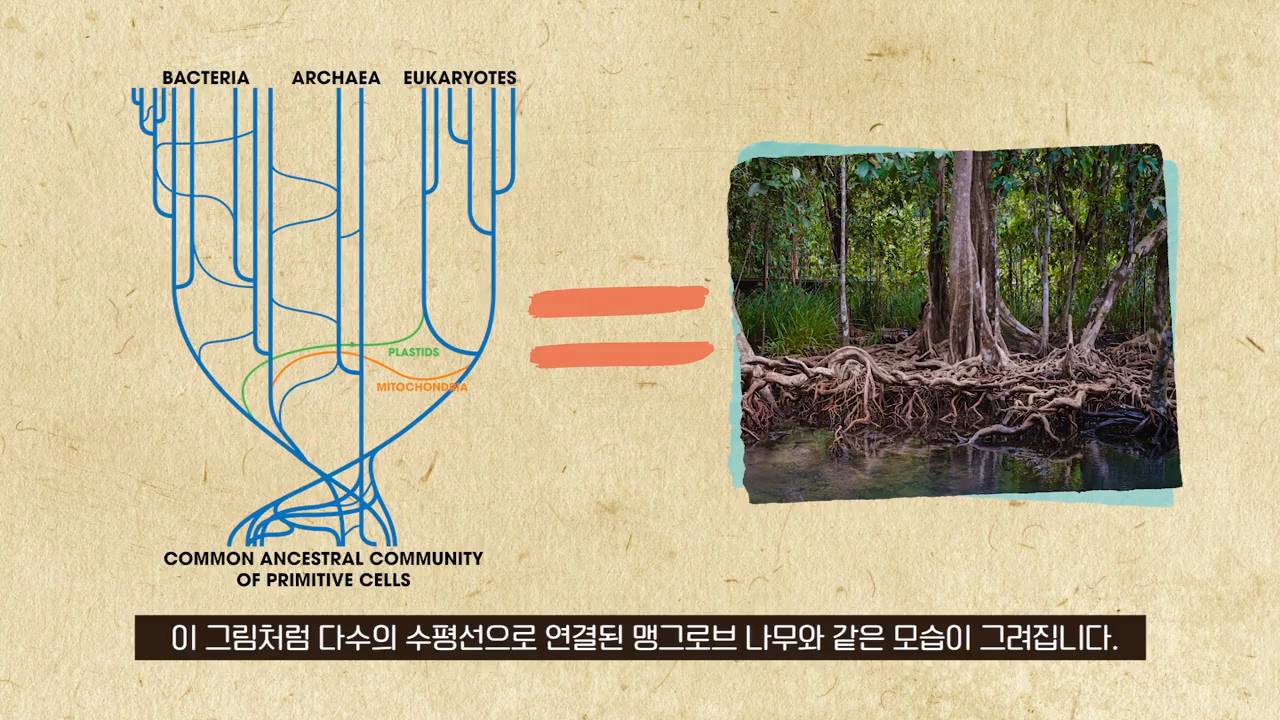 BACTERIA ARCHAEA EUKARYOTES
PLASTIDS
MITOCHONDRIA
COMMON ANCESTRAL COMMUNITY
OF PRIMITIVE CELLS
이 그림처럼 다수의 수평선으로 연결된 맹그로브 나무와 같은 모습이 그려집니다.